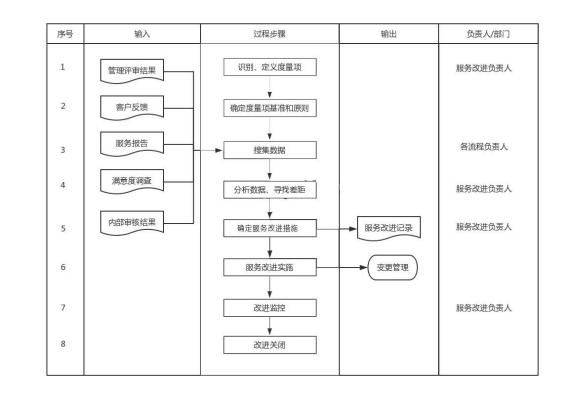 序号 输入 过程步骤 输出 负责人/部门
1 管理评审结果 识别、定义度量项 服务改进负责人
2 客户反馈 确定度量项基准和原则
3 服务报告 搜集数据 各流程负责人
4 满意度调查 分析数据、寻找差距 服务改进负责人
5 内部审核结果 确定服务改进措施 服务改进记录 服务改进负责人
6 服务改进实施 变更管理
7 改进监控 服务改进负责人
8 改进关闭